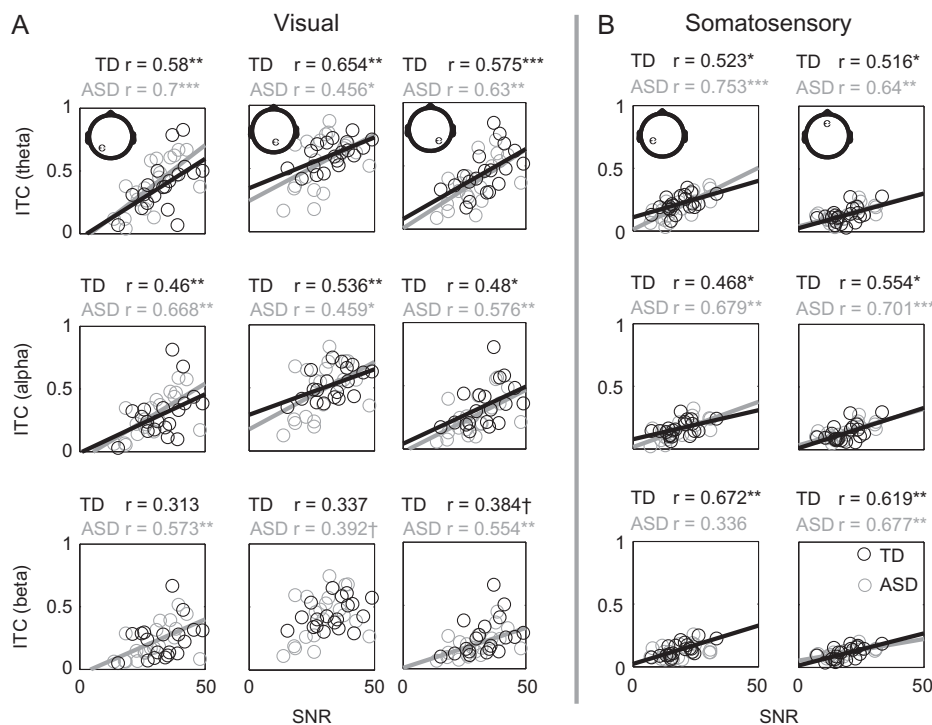 A Visual B Somatosensory
TD r = 0.58** TD r = 0.654** TD r = 0.575*** TD r = 0.523* TD r = 0.516*
ASD r = 0.7*** ASD r = 0.456* ASD r = 0.63** ASD r = 0.753*** ASD r = 0.64**
1
0.5
0
ITC (theta)
e e e e e
TD r = 0.46** TD r = 0.536** TD r = 0.48* TD r = 0.468* TD r = 0.554*
ASD r = 0.668** ASD r = 0.459* ASD r = 0.576** ASD r = 0.679** ASD r = 0.701***
1
0.5
0
ITC (alpha)
TD r = 0.313 TD r = 0.337 TD r = 0.384† TD r = 0.672** TD r = 0.619**
ASD r = 0.573** ASD r = 0.392† ASD r = 0.554** ASD r = 0.336 ASD r = 0.677**
1
0.5
0
ITC (beta)
TD
ASD
0 50 0 50 0 50 0 50 0 50
SNR SNR